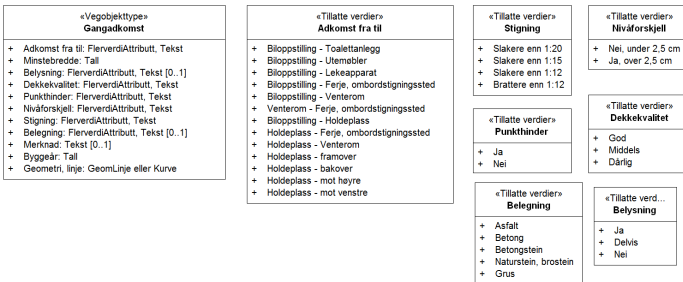 «Vegobjekttype»
Gangadkomst
+ Adkomst fra til: FlerverdiAttributt, Tekst
+ Minstebredde: Tall
+ Belysning: FlerverdiAttributt, Tekst [0..1]
+ Dekkekvalitet: FlerverdiAttributt, Tekst
+ Punkthinder: FlerverdiAttributt, Tekst
+ Nivåforskjell: FlerverdiAttributt, Tekst
+ Stigning: FlerverdiAttributt, Tekst
+ Belegning: FlerverdiAttributt, Tekst [0..1]
+ Merknad: Tekst [0..1]
+ Byggeår: Tall
+ Geometri, linje: GeomLinje eller Kurve
«Tillatte verdier»
Adkomst fra til
+ Biloppstilling - Toalettanlegg
+ Biloppstilling - Utemøbler
+ Biloppstilling - Lekeapparat
+ Biloppstilling - Ferje, ombordstigningssted
+ Biloppstilling - Venterom
+ Venterom - Ferje, ombordstigningssted
+ Biloppstilling - Holdeplass
+ Holdeplass - Ferje, ombordstigningssted
+ Holdeplass - Venterom
+ Holdeplass - framover
+ Holdeplass - bakover
+ Holdeplass - mot høyre
+ Holdeplass - mot venstre
«Tillatte verdier»
Stigning
+ Slakere enn 1:20
+ Slakere enn 1:15
+ Slakere enn 1:12
+ Brattere enn 1:12
«Tillatte verdier»
Nivåforskjell
+ Nei, under 2,5 cm
+ Ja, over 2,5 cm
«Tillatte verdier»
Punkthinder
+ Ja
+ Nei
«Tillatte verdier»
Dekkekvalitet
+ God
+ Middels
+ Dårlig
«Tillatte verdier»
Belegning
+ Asfalt
+ Betong
+ Betongstein
+ Naturstein, brostein
+ Grus
«Tillatte verd...
Belysning
+ Ja
+ Delvis
+ Nei